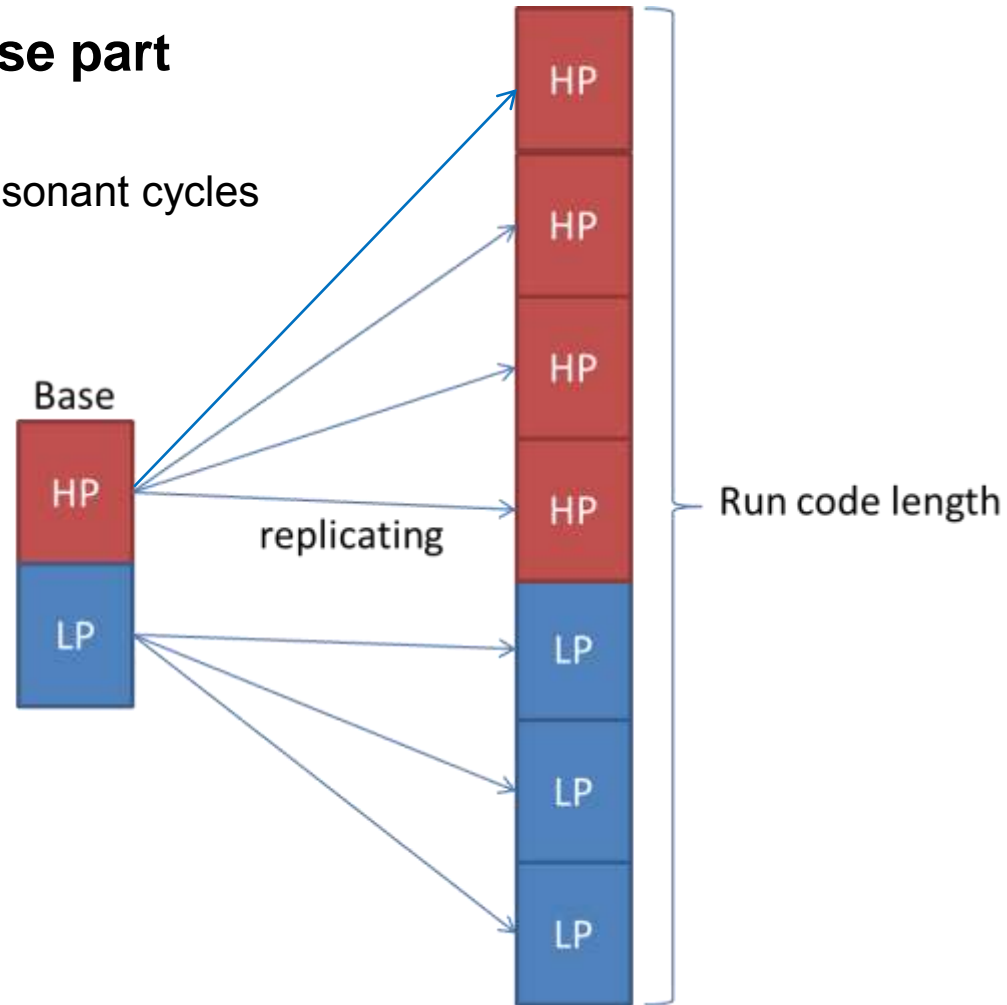 se part
sonant cycles
Base
HP
LP
replicating
HP
HP
HP
HP
LP
LP
LP
Run code length